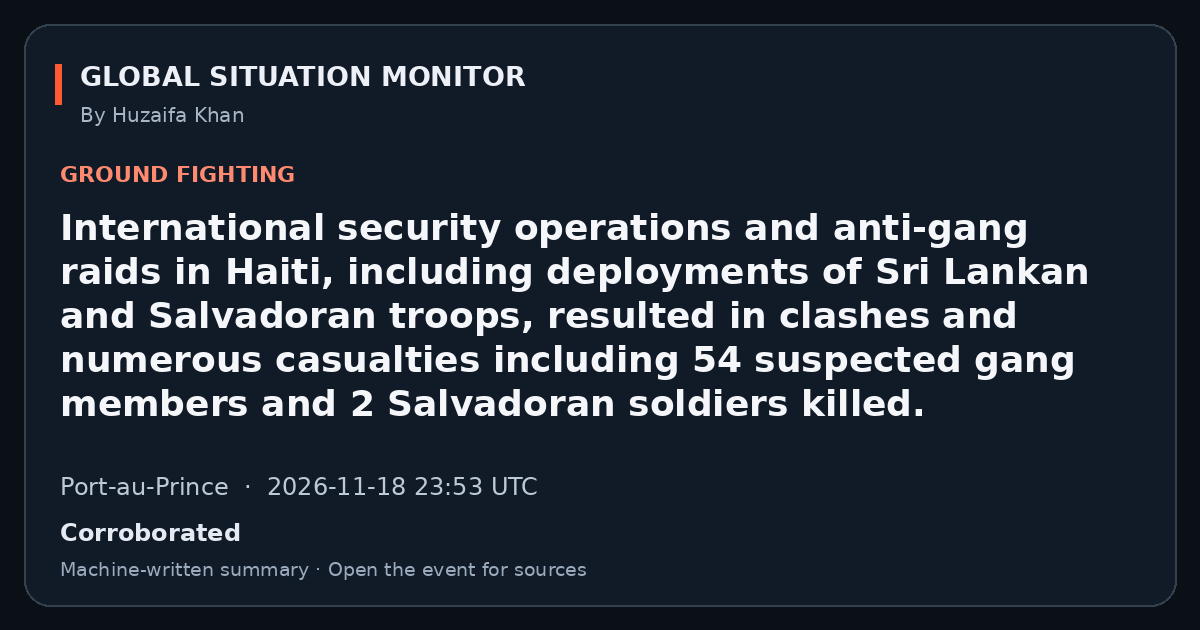 GLOBAL SITUATION MONITOR
By Huzaifa Khan
GROUND FIGHTING
International security operations and anti-gang
raids in Haiti, including deployments of Sri Lankan
and Salvadoran troops, resulted in clashes and
numerous casualties including 54 suspected gang
members and 2 Salvadoran soldiers killed.
Port-au-Prince · 2026-11-18 23:53 UTC
Corroborated
Machine-written summary · Open the event for sources